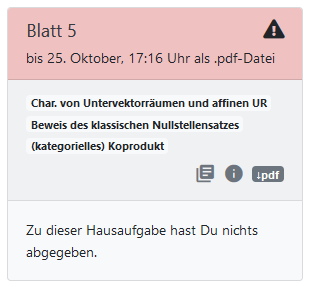 Blatt 5
bis 25. Oktober, 17:16 Uhr als .pdf-Datei
Char. von Untervektorräumen und affinen UR
Beweis des klassischen Nullstellensatzes
(kategorielles) Koprodukt
↓pdf
Zu dieser Hausaufgabe hast Du nichts
abgegeben.